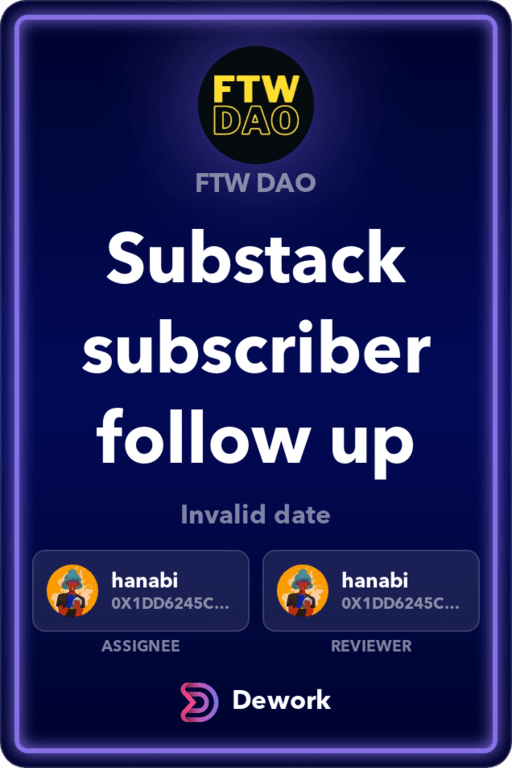 FTW
DAO
FTW DAO
Substack
subscriber
follow up
Invalid date
hanabi
0X1DD6245C...
ASSIGNEE
hanabi
0X1DD6245C...
REVIEWER
Dework